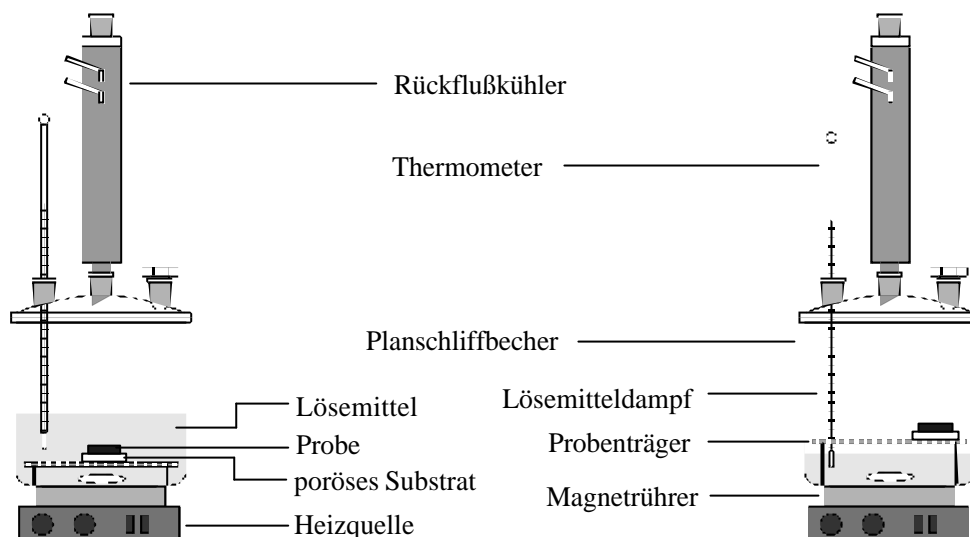 Rückflußkühler
Thermometer
Planschliffbecher
Lösemittel
Lösemitteldampf
Probe
Probenträger
poröses Substrat
Magnetrührer
Heizquelle